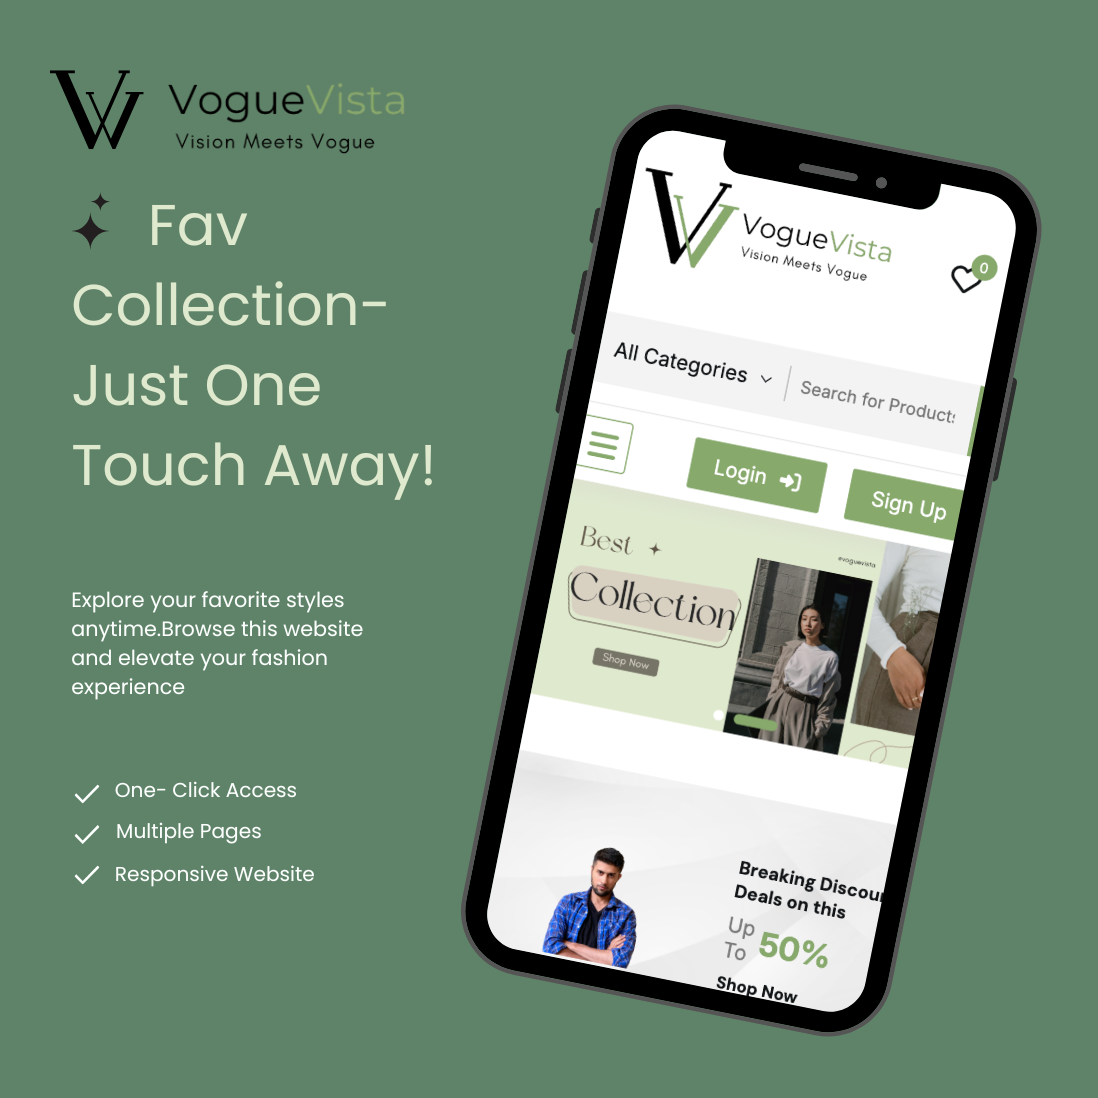 VogueVista
Vision Meets Vogue
Fav
Collection-
Just One
Touch Away!
Explore your favorite styles
anytime.Browse this website
and elevate your fashion
experience
One- Click Access
Multiple Pages
Responsive Website
VogueVista
Vision Meets Vogue
0
All Categories
Search for Products
Login
Sign Up
Best
Collection
Shop Now
@voguevista
Breaking Discou
Deals on this
Up
To
50%
Shop Now